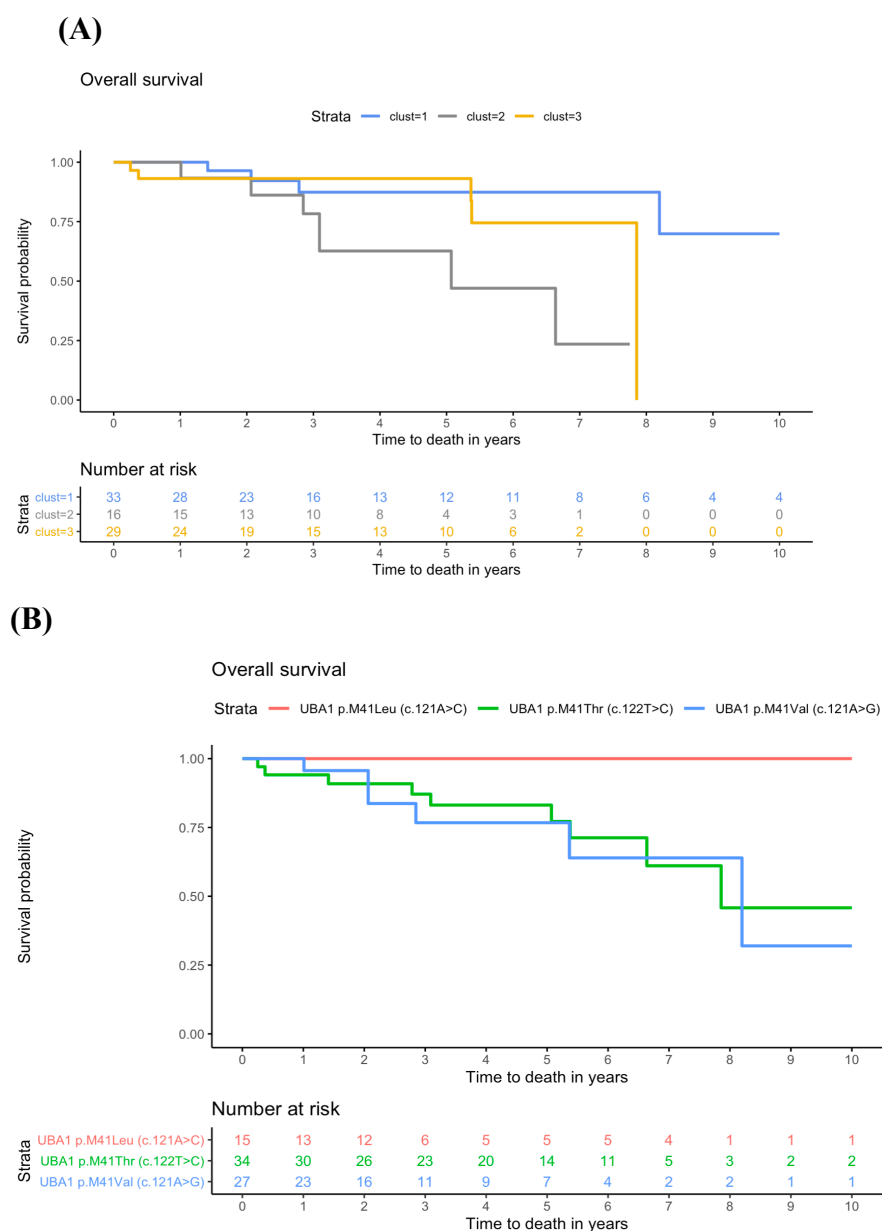 (A)
Overall survival
Strata clust=1 clust=2 clust=3
1.00
0.75
0.50
0.25
0.00
Survival probability
0 1 2 3 4 5 6 7 8 9 10
Time to death in years
Number at risk
Strata
clust=1 33 28 23 16 13 12 11 8 6 4 4
clust=2 16 15 13 10 8 4 3 1 0 0 0
clust=3 29 24 19 15 13 10 6 2 0 0 0
0 1 2 3 4 5 6 7 8 9 10
Time to death in years
(B)
Overall survival
Strata UBA1 p.M41Leu (c.121A>C) UBA1 p.M41Thr (c.122T>C) UBA1 p.M41Val (c.121A>G)
1.00
0.75
0.50
0.25
0.00
Survival probability
0 1 2 3 4 5 6 7 8 9 10
Time to death in years
Number at risk
Strata
UBA1 p.M41Leu (c.121A>C) 15 13 12 6 5 5 5 4 1 1 1
UBA1 p.M41Thr (c.122T>C) 34 30 26 23 20 14 11 5 3 2 2
UBA1 p.M41Val (c.121A>G) 27 23 16 11 9 7 4 2 2 1 1
0 1 2 3 4 5 6 7 8 9 10
Time to death in years